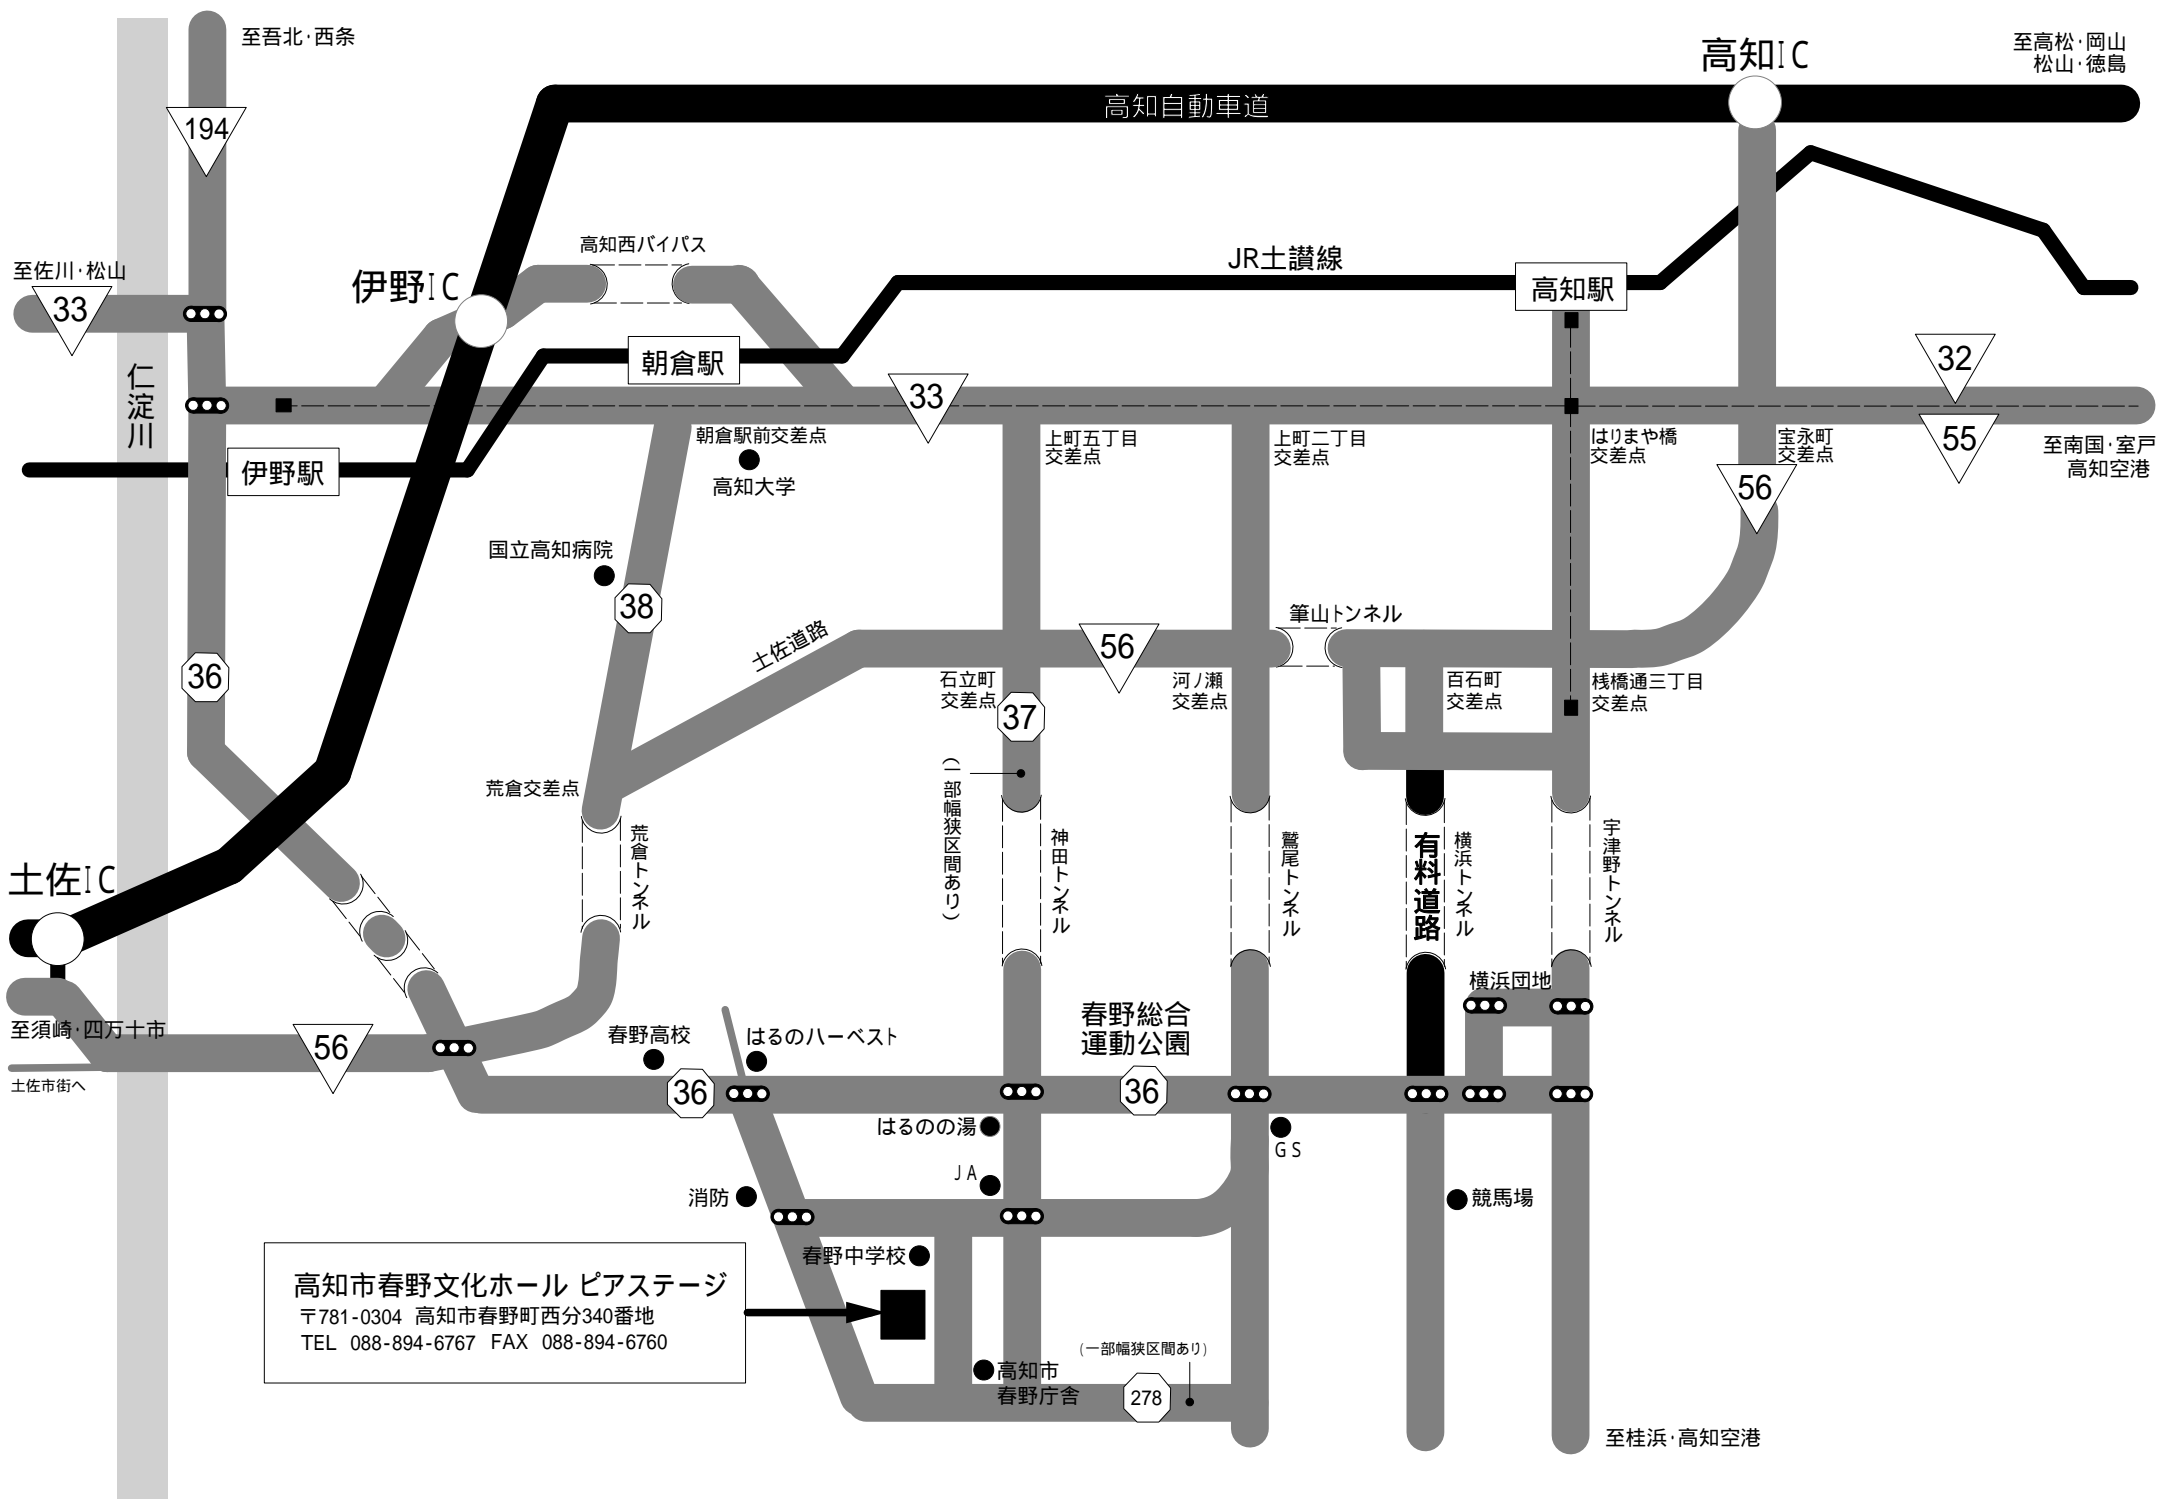 至吾北・西条
高知IC
至高松・岡山
松山・徳島
高知自動車道
194
高知西バイパス
JR土讃線
至佐川・松山
伊野IC
高知駅
33
朝倉駅
32
仁淀川
33
朝倉駅前交差点
上町五丁目
交差点
上町二丁目
交差点
はりまや橋
交差点
宝永町
交差点
55
至南国・室戸
高知空港
伊野駅
高知大学
56
国立高知病院
38
筆山トンネル
土佐道路
56
36
石立町
交差点
河ノ瀬
交差点
百石町
交差点
桟橋通三丁目
交差点
37
荒倉交差点
(一部幅狭区間あり)
荒倉トンネル
神田トンネル
鷲尾トンネル
有料道路
横浜トンネル
宇津野トンネル
土佐IC
横浜団地
至須崎・四万十市
56
春野高校
はるのハーベスト
春野総合
運動公園
土佐市街へ
36
36
はるのの湯
GS
JA
消防
競馬場
春野中学校
高知市春野文化ホール ピアステージ
〒781-0304 高知市春野町西分340番地
TEL 088-894-6767 FAX 088-894-6760
(一部幅狭区間あり)
高知市
春野庁舎
278
至桂浜・高知空港